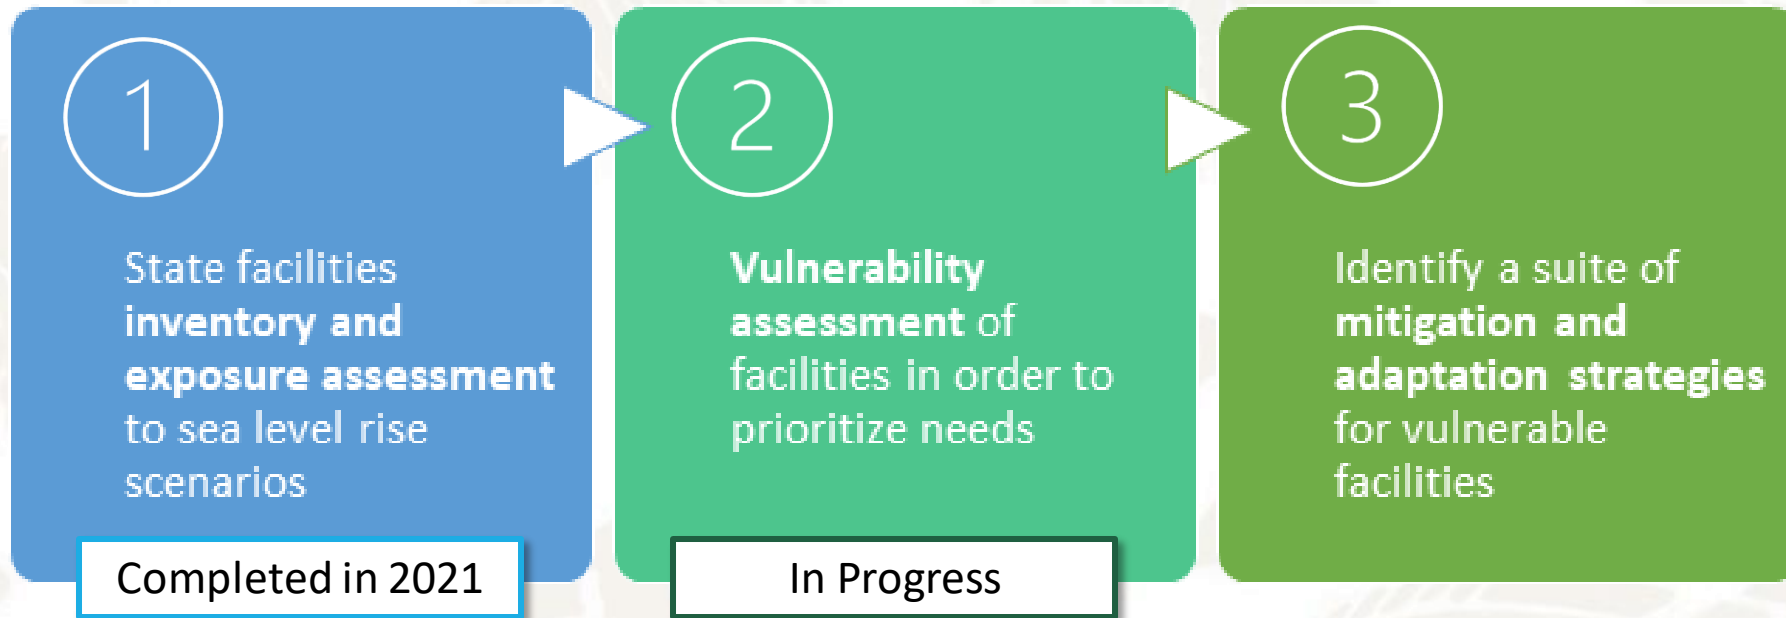 1
State facilities
inventory and
exposure assessment
to sea level rise
scenarios
Completed in 2021
2
Vulnerability
assessment of
facilities in order to
prioritize needs
In Progress
3
Identify a suite of
mitigation and
adaptation strategies
for vulnerable
facilities